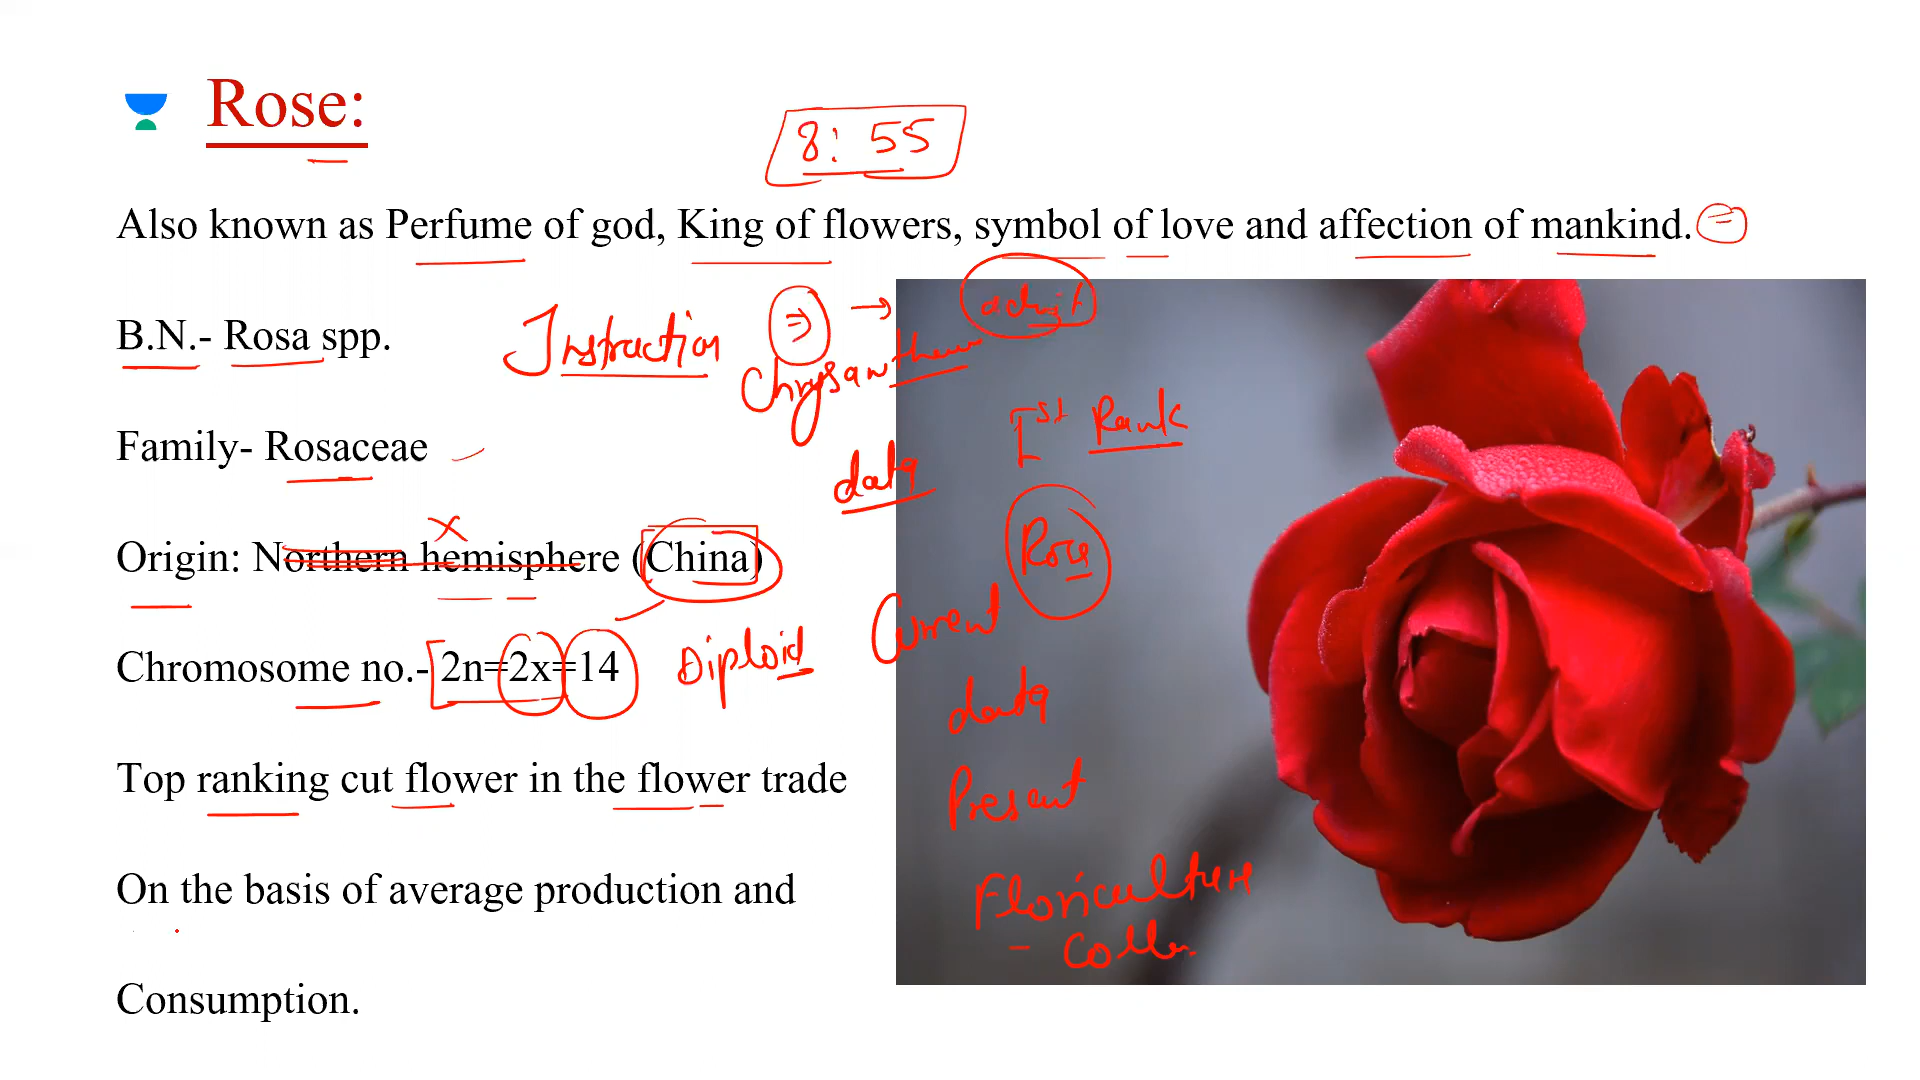 Rose:
8: 55
Also known as Perfume of god, King of flowers, symbol of love and affection of mankind.
B.N.- Rosa spp.
Instruction
Chrysanthem
Ist Rank
Family- Rosaceae
data
Origin: Northern hemisphere (China)
x
Rose
Current
Chromosome no.- 2n=2x=14
Diploid
data
Top ranking cut flower in the flower trade
Present
On the basis of average production and
Floriculture
Consumption.